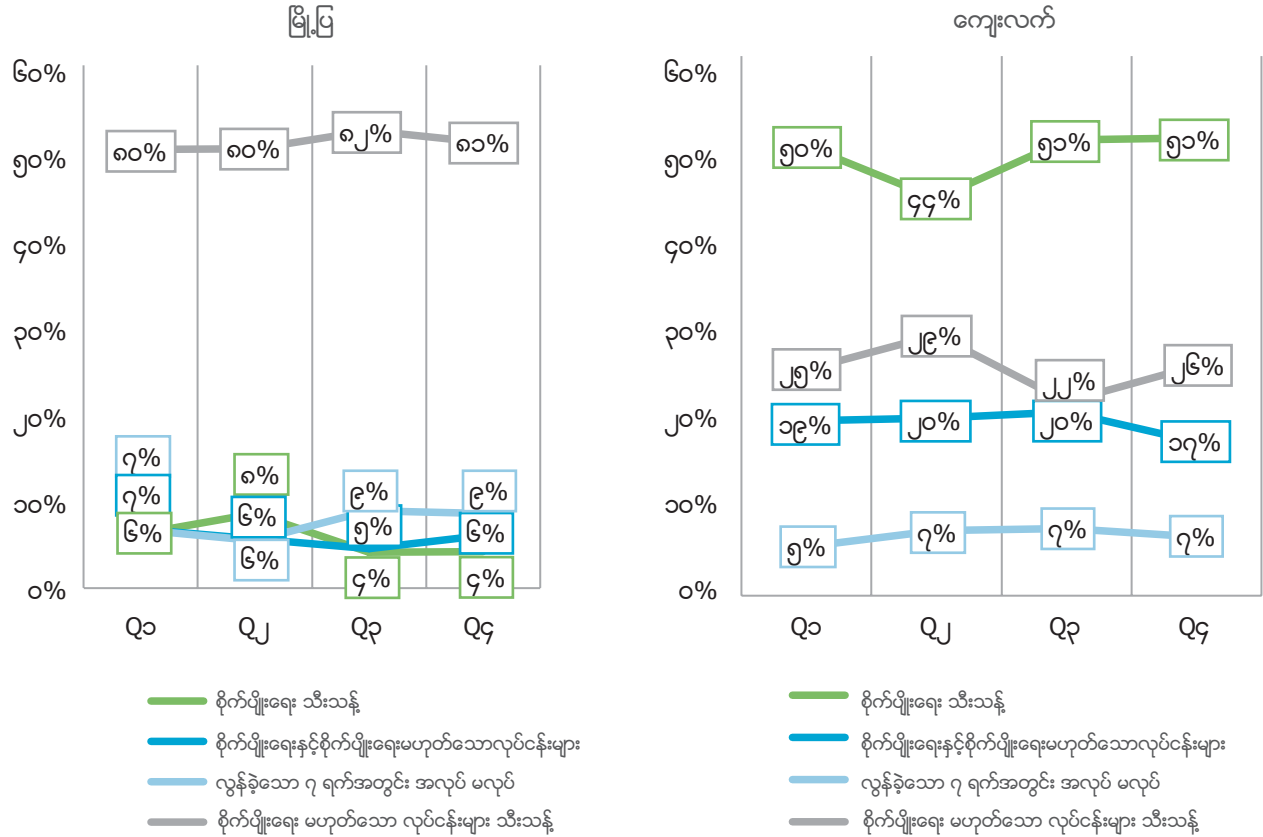 မြို့ပြ
၆၀%
၅၀%
၄၀%
၃၀%
၂၀%
၁၀%
၀%
၈၀%
၈၀%
၈၂%
၈၁%
၇%
၇%
၆%
၈%
၆%
၆%
၉%
၅%
၄%
၉%
၆%
၄%
Q၁
Q၂
Q၃
Q၄
စိုက်ပျိုးရေး သီးသန့်
စိုက်ပျိုးရေးနှင့်စိုက်ပျိုးရေးမဟုတ်သောလုပ်ငန်းများ
လွန်ခဲ့သော ၇ ရက်အတွင်း အလုပ် မလုပ်
စိုက်ပျိုးရေး မဟုတ်သော လုပ်ငန်းများ သီးသန့်
ကျေးလက်
၆၀%
၅၀%
၄၀%
၃၀%
၂၀%
၁၀%
၀%
၅၀%
၄၄%
၅၁%
၅၁%
၂၅%
၂၉%
၂၂%
၂၆%
၁၉%
၂၀%
၂၀%
၁၇%
၅%
၇%
၇%
၇%
Q၁
Q၂
Q၃
Q၄
စိုက်ပျိုးရေး သီးသန့်
စိုက်ပျိုးရေးနှင့်စိုက်ပျိုးရေးမဟုတ်သောလုပ်ငန်းများ
လွန်ခဲ့သော ၇ ရက်အတွင်း အလုပ် မလုပ်
စိုက်ပျိုးရေး မဟုတ်သော လုပ်ငန်းများ သီးသန့်